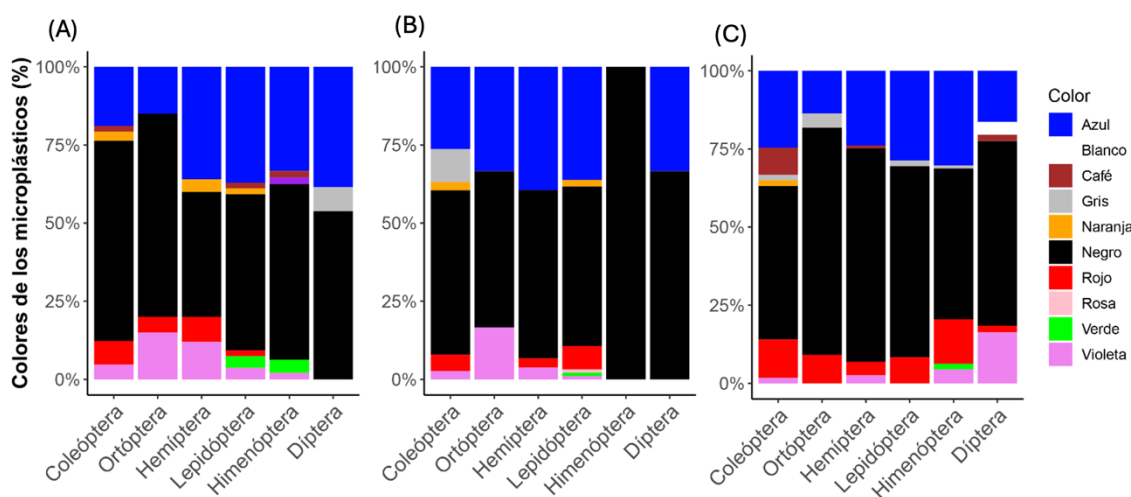 (A)
(B)
(C)
Colores de los microplásticos (%)
100%
75%
50%
25%
0%
Coleóptera
Ortóptera
Hemíptera
Lepidóptera
Himenóptera
Díptera
100%
75%
50%
25%
0%
Coleóptera
Ortóptera
Hemíptera
Lepidóptera
Himenóptera
Díptera
100%
75%
50%
25%
0%
Coleóptera
Ortóptera
Hemíptera
Lepidóptera
Himenóptera
Díptera
Color
Azul
Blanco
Café
Gris
Naranja
Negro
Rojo
Rosa
Verde
Violeta